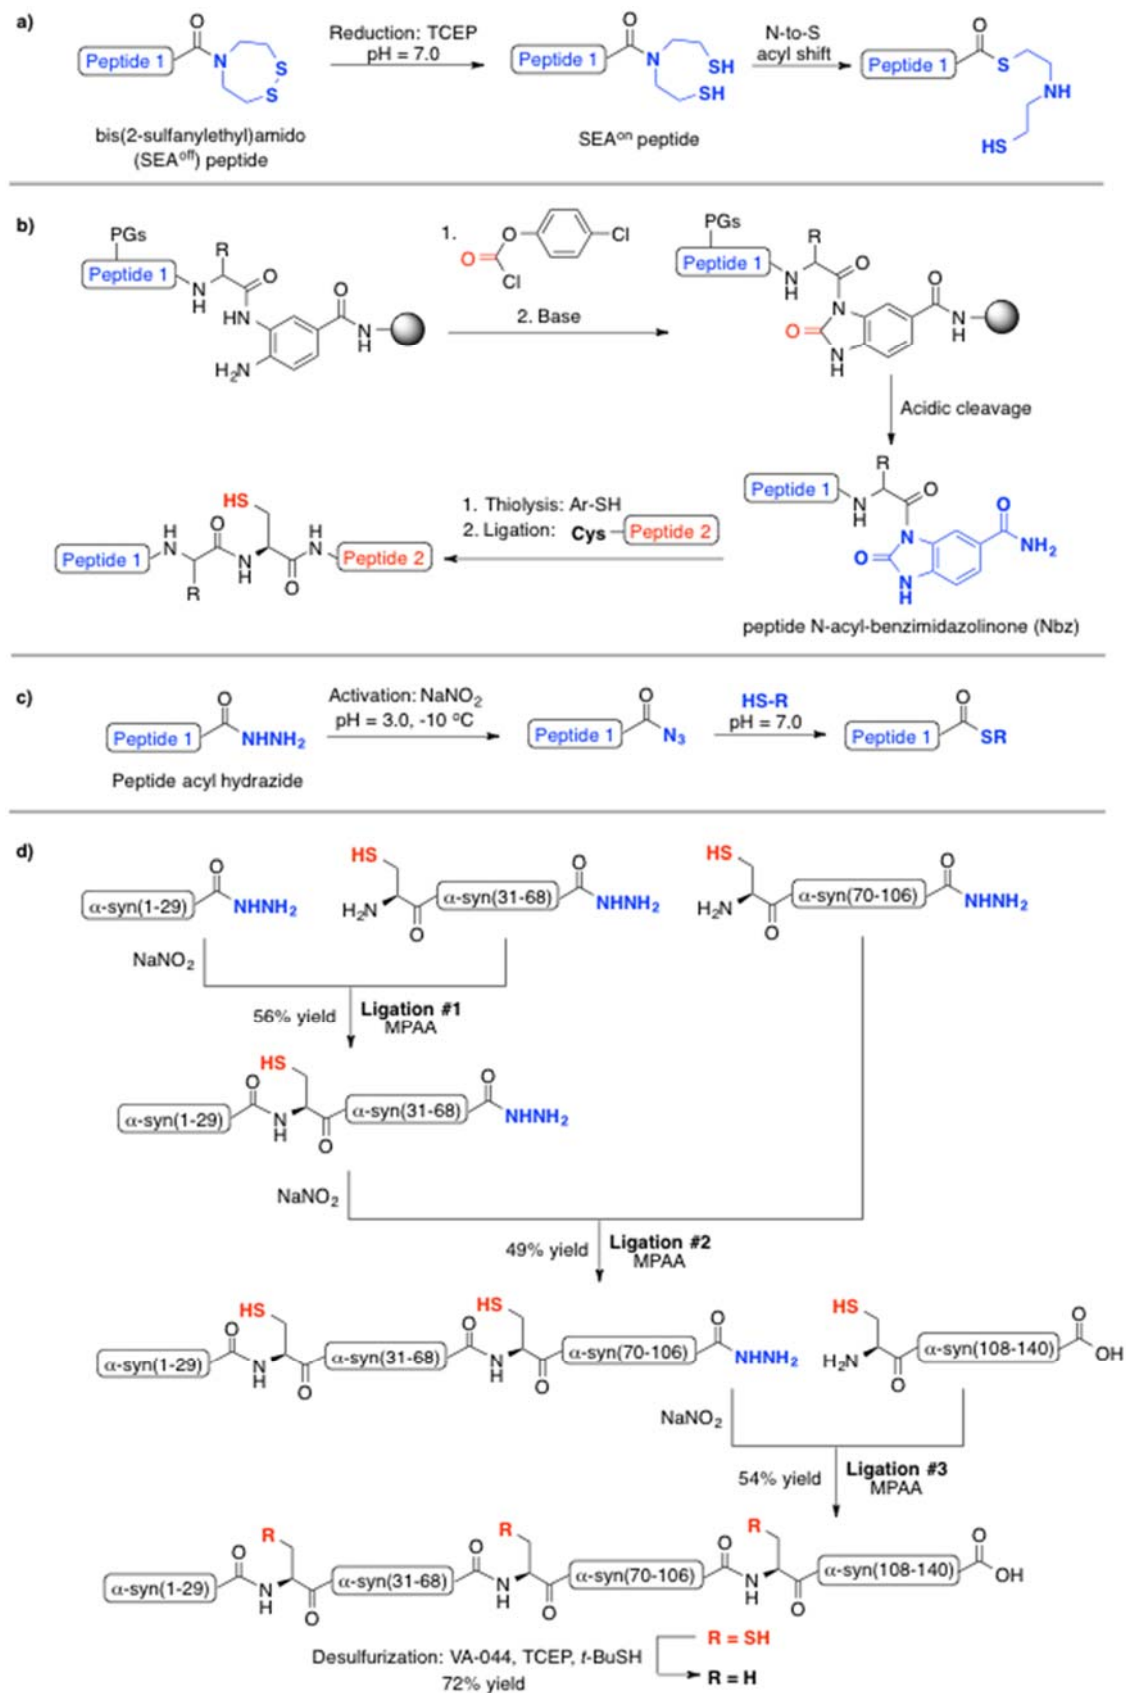 a)
Peptide 1
O
N
S
S
bis(2-sulfanylethyl)amido
(SEAoff) peptide
Reduction: TCEP
pH = 7.0
Peptide 1
O
N
SH
SH
SEAon peptide
N-to-S
acyl shift
Peptide 1
O
S
NH
HS
b)
PGs
Peptide 1
N
H
R
O
HN
H2N
O
N
H
1.
O
O
Cl
Cl
2. Base
PGs
Peptide 1
N
H
R
O
N
O
N
H
O
N
H
Acidic cleavage
Peptide 1
N
H
R
O
N
O
N
H
O
NH2
peptide N-acyl-benzimidazolinone (Nbz)
1. Thiolysis: Ar-SH
2. Ligation: Cys Peptide 2
Peptide 1
H
N
R
O
N
H
HS
O
H
N
Peptide 2
c)
Peptide 1
O
NHNH2
Peptide acyl hydrazide
Activation: NaNO2
pH = 3.0, -10 ºC
Peptide 1
O
N3
HS-R
pH = 7.0
Peptide 1
O
SR
d)
α-syn(1-29)
O
NHNH2
HS
H2N
O
α-syn(31-68)
O
NHNH2
HS
H2N
O
α-syn(70-106)
O
NHNH2
NaNO2
56% yield
Ligation #1
MPAA
α-syn(1-29)
O
N
H
HS
O
α-syn(31-68)
O
NHNH2
NaNO2
49% yield
Ligation #2
MPAA
α-syn(1-29)
O
N
H
HS
O
α-syn(31-68)
O
N
H
HS
O
α-syn(70-106)
O
NHNH2
HS
H2N
O
α-syn(108-140)
O
OH
NaNO2
54% yield
Ligation #3
MPAA
α-syn(1-29)
O
N
H
R
O
α-syn(31-68)
O
N
H
R
O
α-syn(70-106)
O
N
H
R
O
α-syn(108-140)
O
OH
Desulfurization: VA-044, TCEP, t-BuSH
72% yield
R = SH
R = H